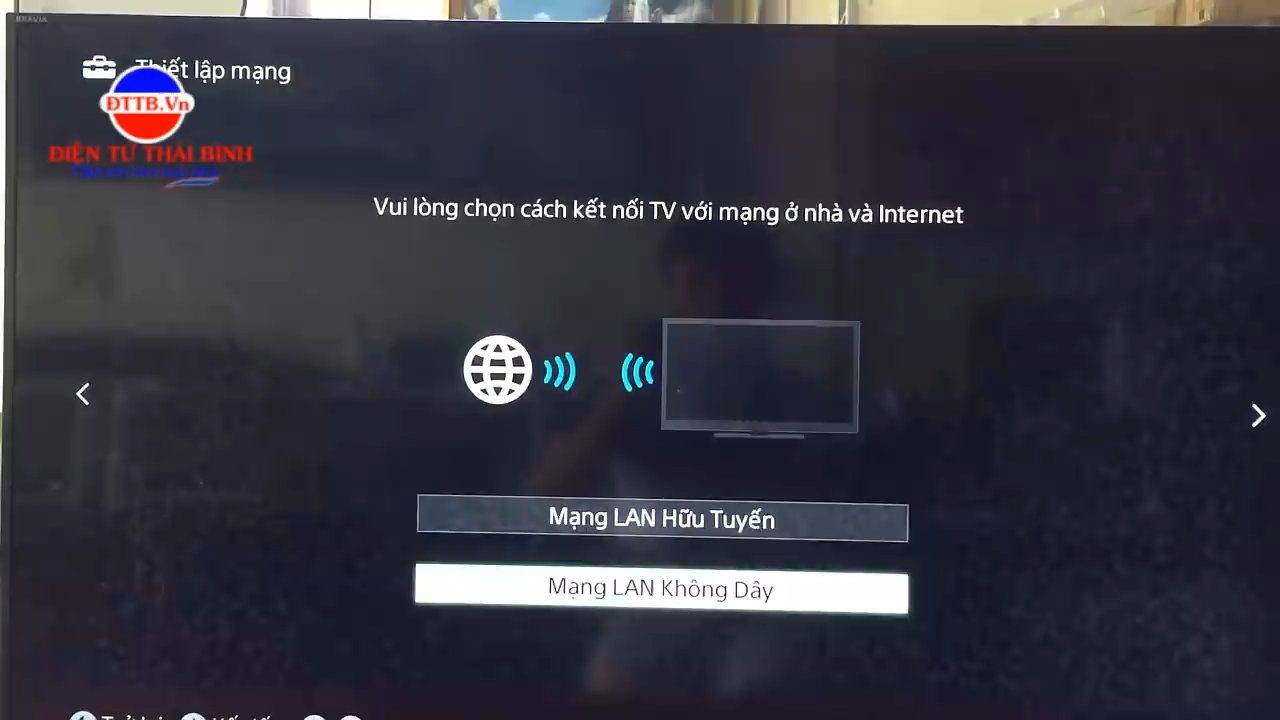 BRAVIA
Thiết lập mạng
ĐTTB.Vn
ĐIỆN TỬ THÁI BÌNH
Vui lòng chọn cách kết nối TV với mạng ở nhà và Internet
Mạng LAN Hữu Tuyến
Mạng LAN Không Dây